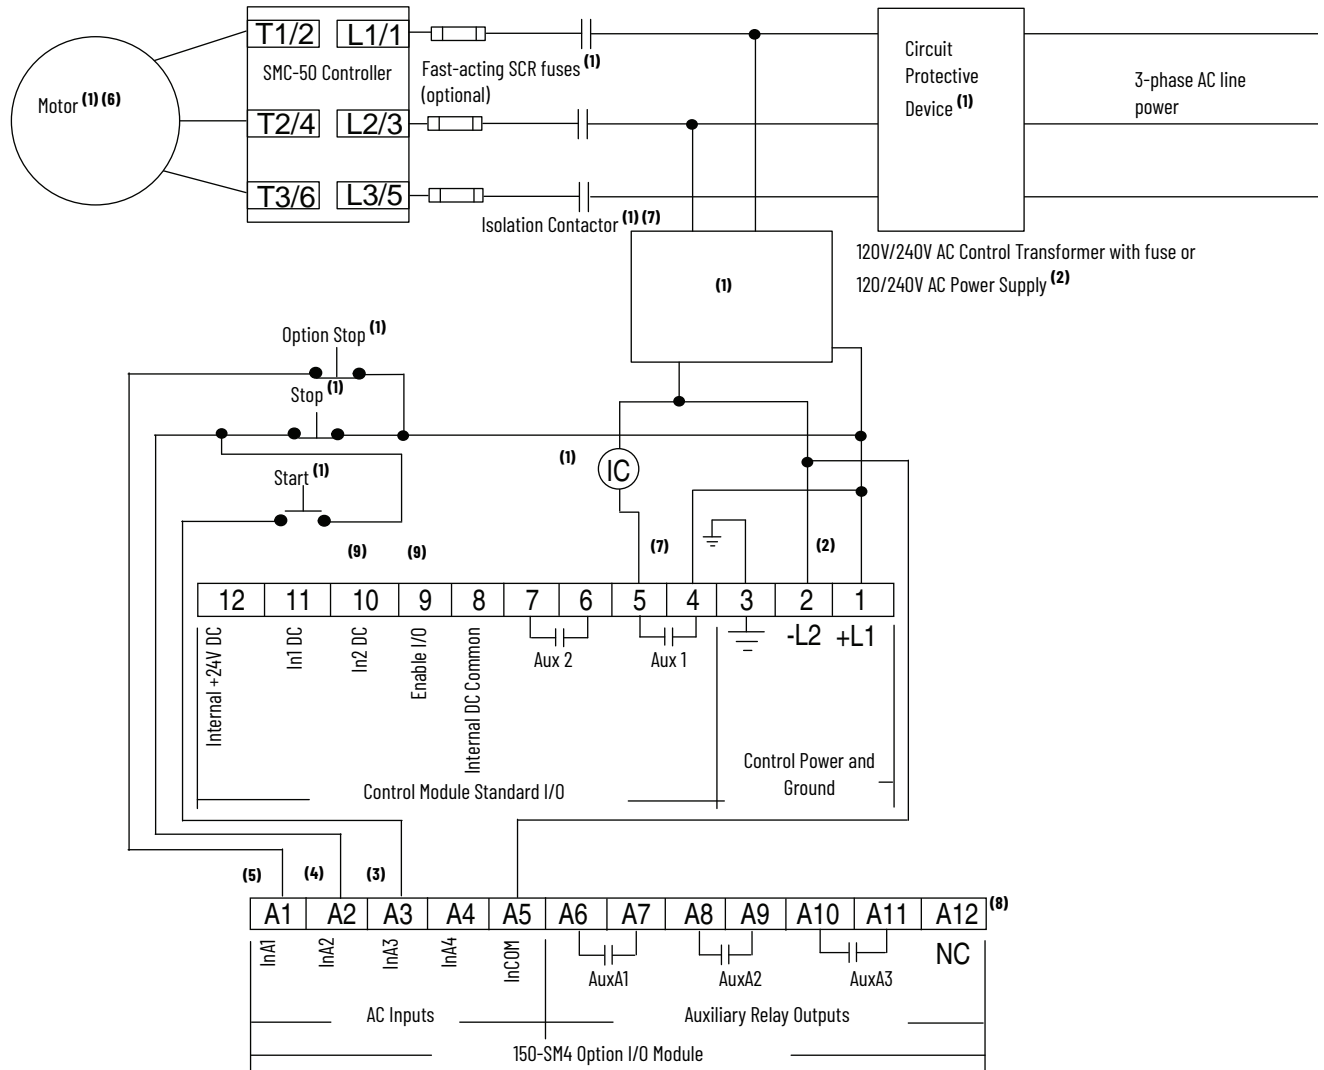 T1/2 L1/1
SMC-50 Controller
T2/4 L2/3
T3/6 L3/5
Motor (1) (6)
Fast-acting SCR fuses (1)
(optional)
Isolation Contactor (1) (7)
Circuit
Protective
Device (1)
3-phase AC line
power
120V/240V AC Control Transformer with fuse or
120/240V AC Power Supply (2)
(1)
Option Stop (1)
Stop (1)
Start (1)
(1)
IC
(9) (9) (7) (2)
12 11 10 9 8 7 6 5 4 3 2 1
-L2 +L1
Internal +24V DC
In1 DC
In2 DC
Enable I/O
Internal DC Common
Aux 2
Aux 1
Control Module Standard I/O
Control Power and
Ground
(5) (4) (3)
A1 A2 A3 A4 A5 A6 A7 A8 A9 A10 A11 A12 (8)
InA1
InA2
InA3
InA4
InCOM
AuxA1
AuxA2
AuxA3
NC
AC Inputs
Auxiliary Relay Outputs
150-SM4 Option I/O Module